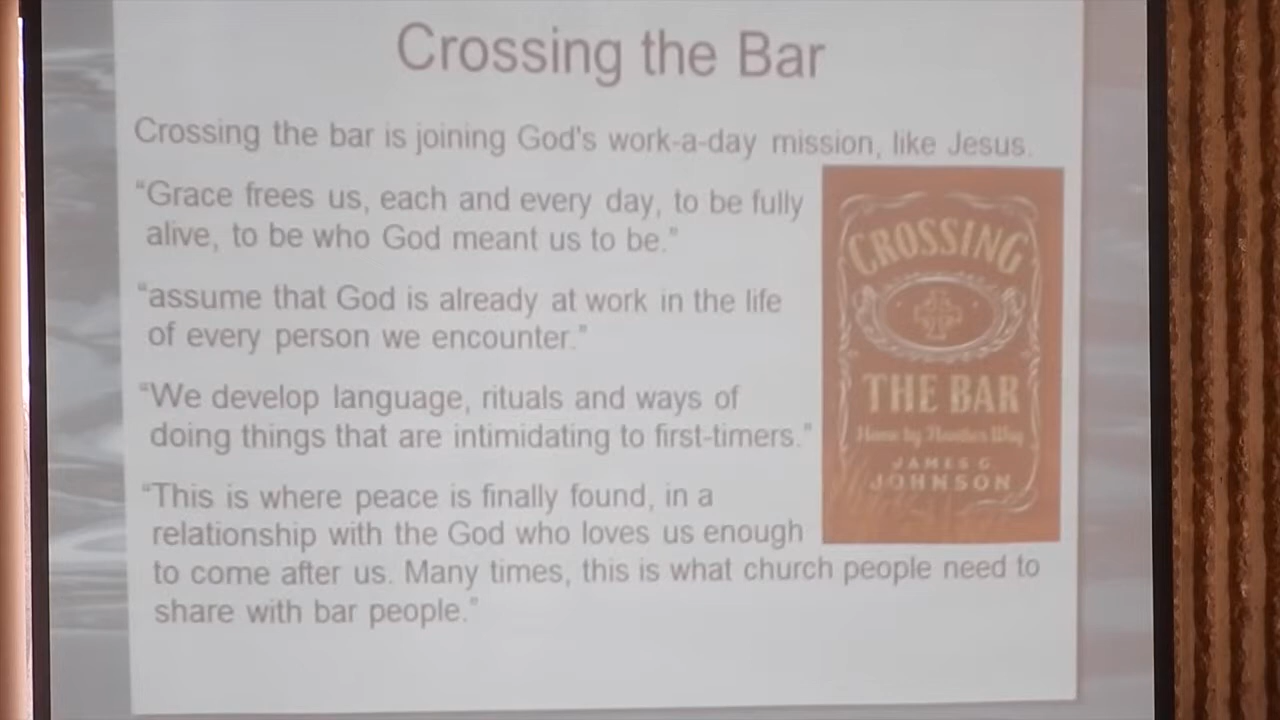 Crossing the Bar
Crossing the bar is joining God's work-a-day mission, like Jesus.
“Grace frees us, each and every day, to be fully
alive, to be who God meant us to be.”
“assume that God is already at work in the life
of every person we encounter.”
“We develop language, rituals and ways of
doing things that are intimidating to first-timers.”
“This is where peace is finally found, in a
relationship with the God who loves us enough
to come after us. Many times, this is what church people need to
share with bar people.”
CROSSING
THE BAR
Home by Another Way
JAMES G
JOHNSON